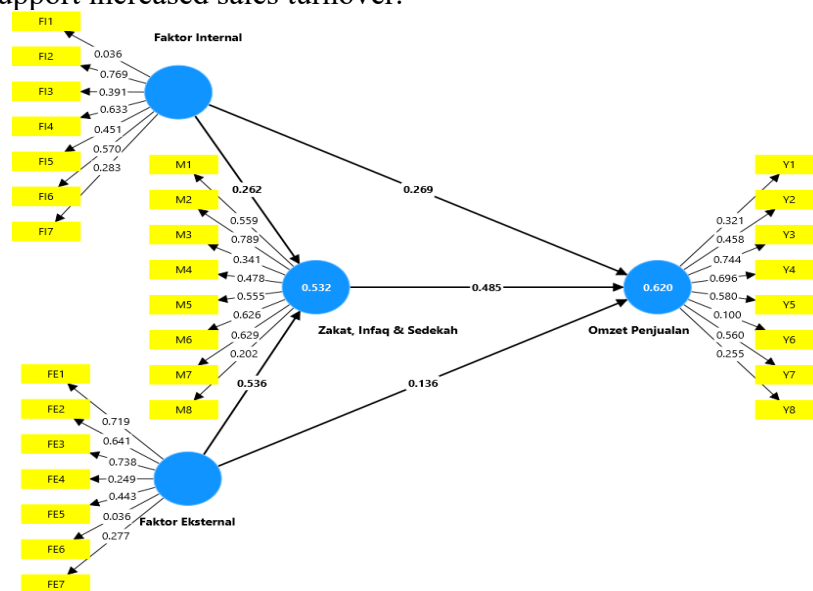 support increased sales turnover.
FI1
FI2
FI3
FI4
FI5
FI6
FI7
Faktor Internal
0.036
0.769
0.391
0.633
0.451
0.570
0.283
M1
M2
M3
M4
M5
M6
M7
M8
0.262
0.269
0.559
0.789
0.341
0.478
0.555
0.626
0.629
0.202
0.532
Zakat, Infaq & Sedekah
0.485
0.536
0.136
0.620
Omzet Penjualan
Y1
Y2
Y3
Y4
Y5
Y6
Y7
Y8
0.321
0.458
0.744
0.696
0.580
0.100
0.560
0.255
FE1
FE2
FE3
FE4
FE5
FE6
FE7
0.719
0.641
0.738
0.249
0.443
0.036
0.277
Faktor Eksternal